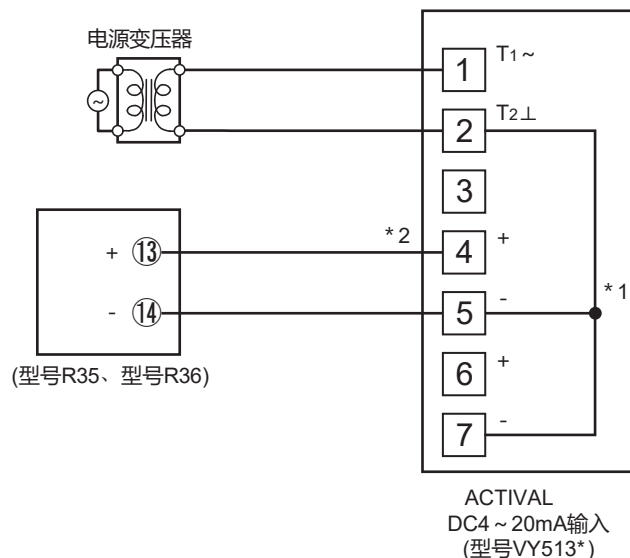 电源变压器
~
1 T1~
2 T2⊥
3
+ ⑬ *2 4 +
- ⑭ 5 - *1
(型号R35、型号R36)
6 +
7 -
ACTIVAL
DC4~20mA输入
(型号VY513*)